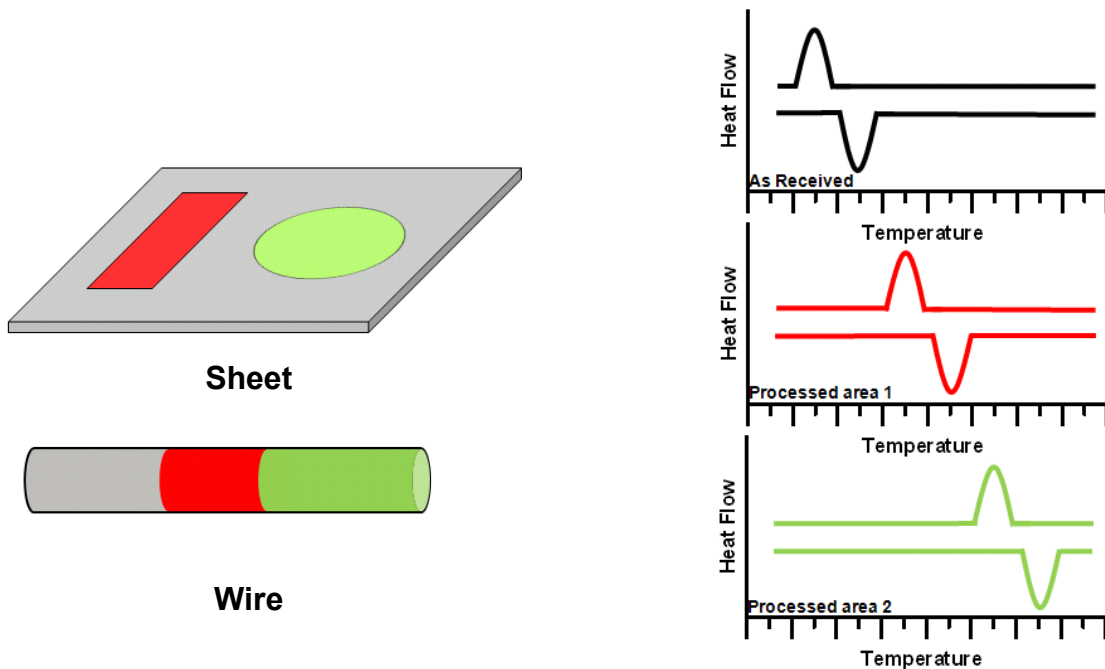 Sheet
Wire
Heat Flow
As Received
Temperature
Heat Flow
Processed area 1
Temperature
Heat Flow
Processed area 2
Temperature